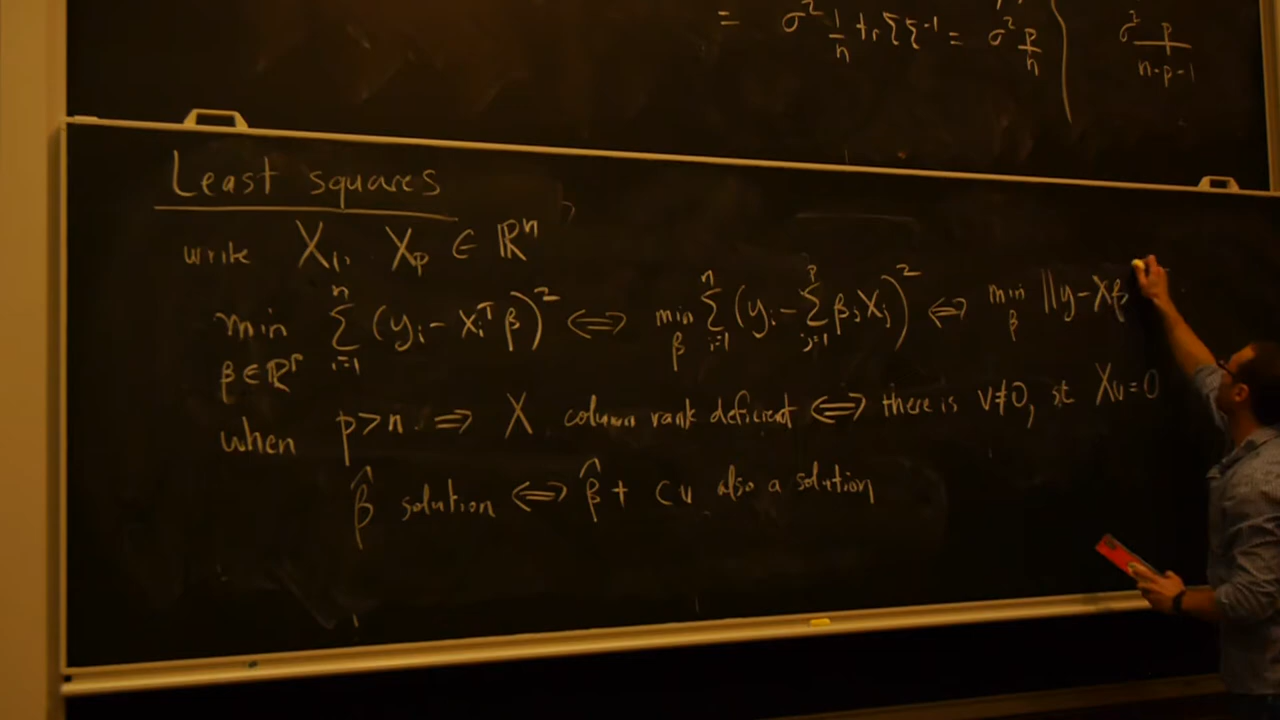 = σ² 1/n tr ΣΣ⁻¹ = σ² p/n | σ² p/(n-p-1)
Least squares
write X₁, Xₚ ∈ ℝⁿ
min_{β∈ℝᵖ} Σ_{i=1}^{n} (yᵢ - xᵢᵀβ)² ⟺ min_β Σ_{i=1}^{n} (yᵢ - Σ_{j=1}^{p} βⱼXⱼ)² ⟺ min_β ‖y - Xβ
when p>n ⇒ X column rank deficient ⟺ there is v≠0, st Xv=0
β̂ solution ⟺ β̂ + cv also a solution